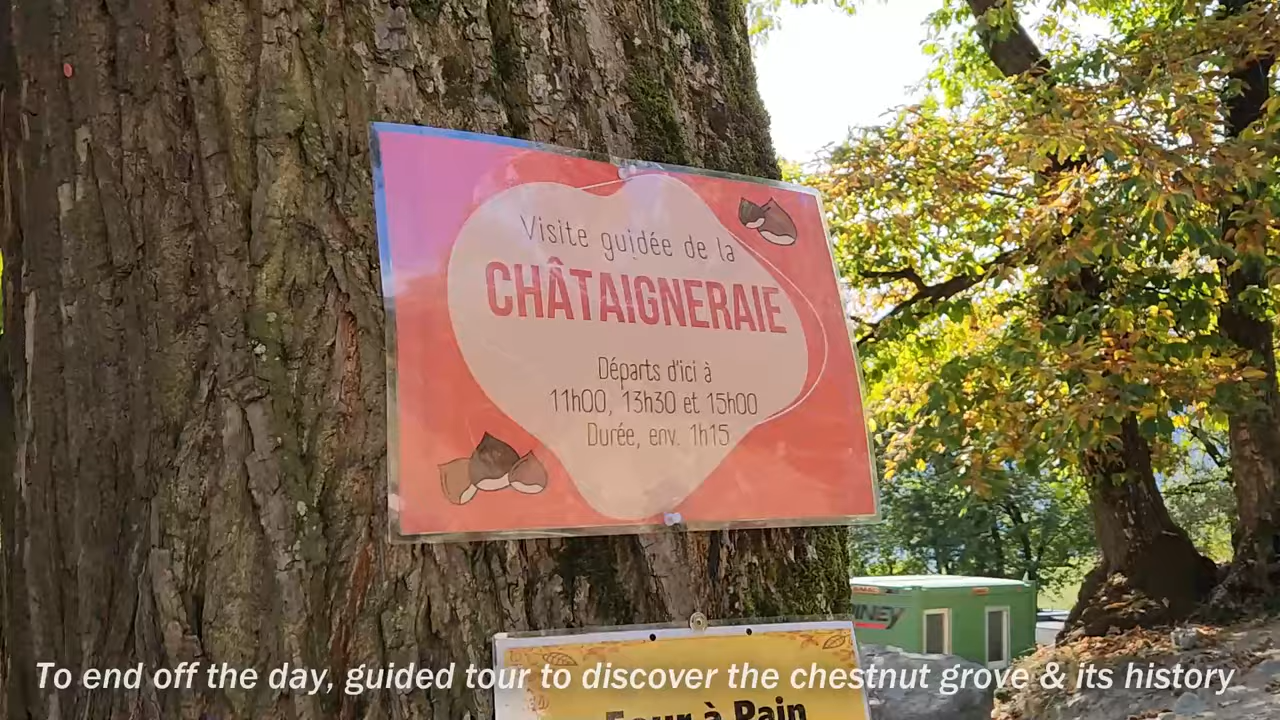 Visite guidée de la
CHÂTAIGNERAIE
Départs d'ici à
11h00, 13h30 et 15h00
Durée, env. 1h15
Four à Pain
To end off the day, guided tour to discover the chestnut grove & its history